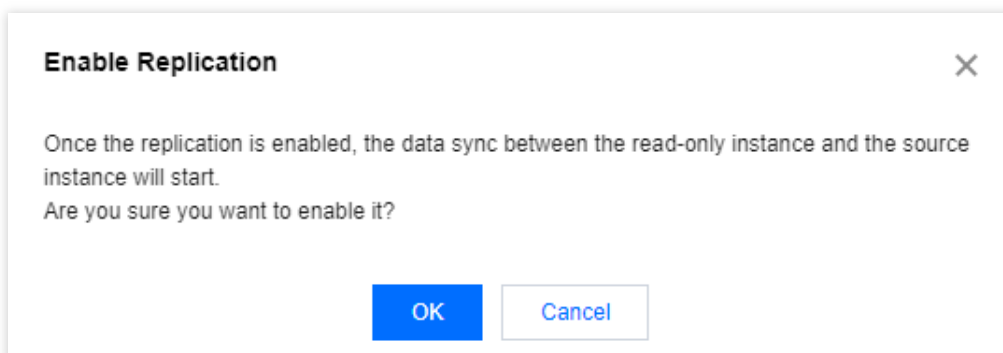 Enable Replication
Once the replication is enabled, the data sync between the read-only instance and the source
instance will start.
Are you sure you want to enable it?
OK
Cancel